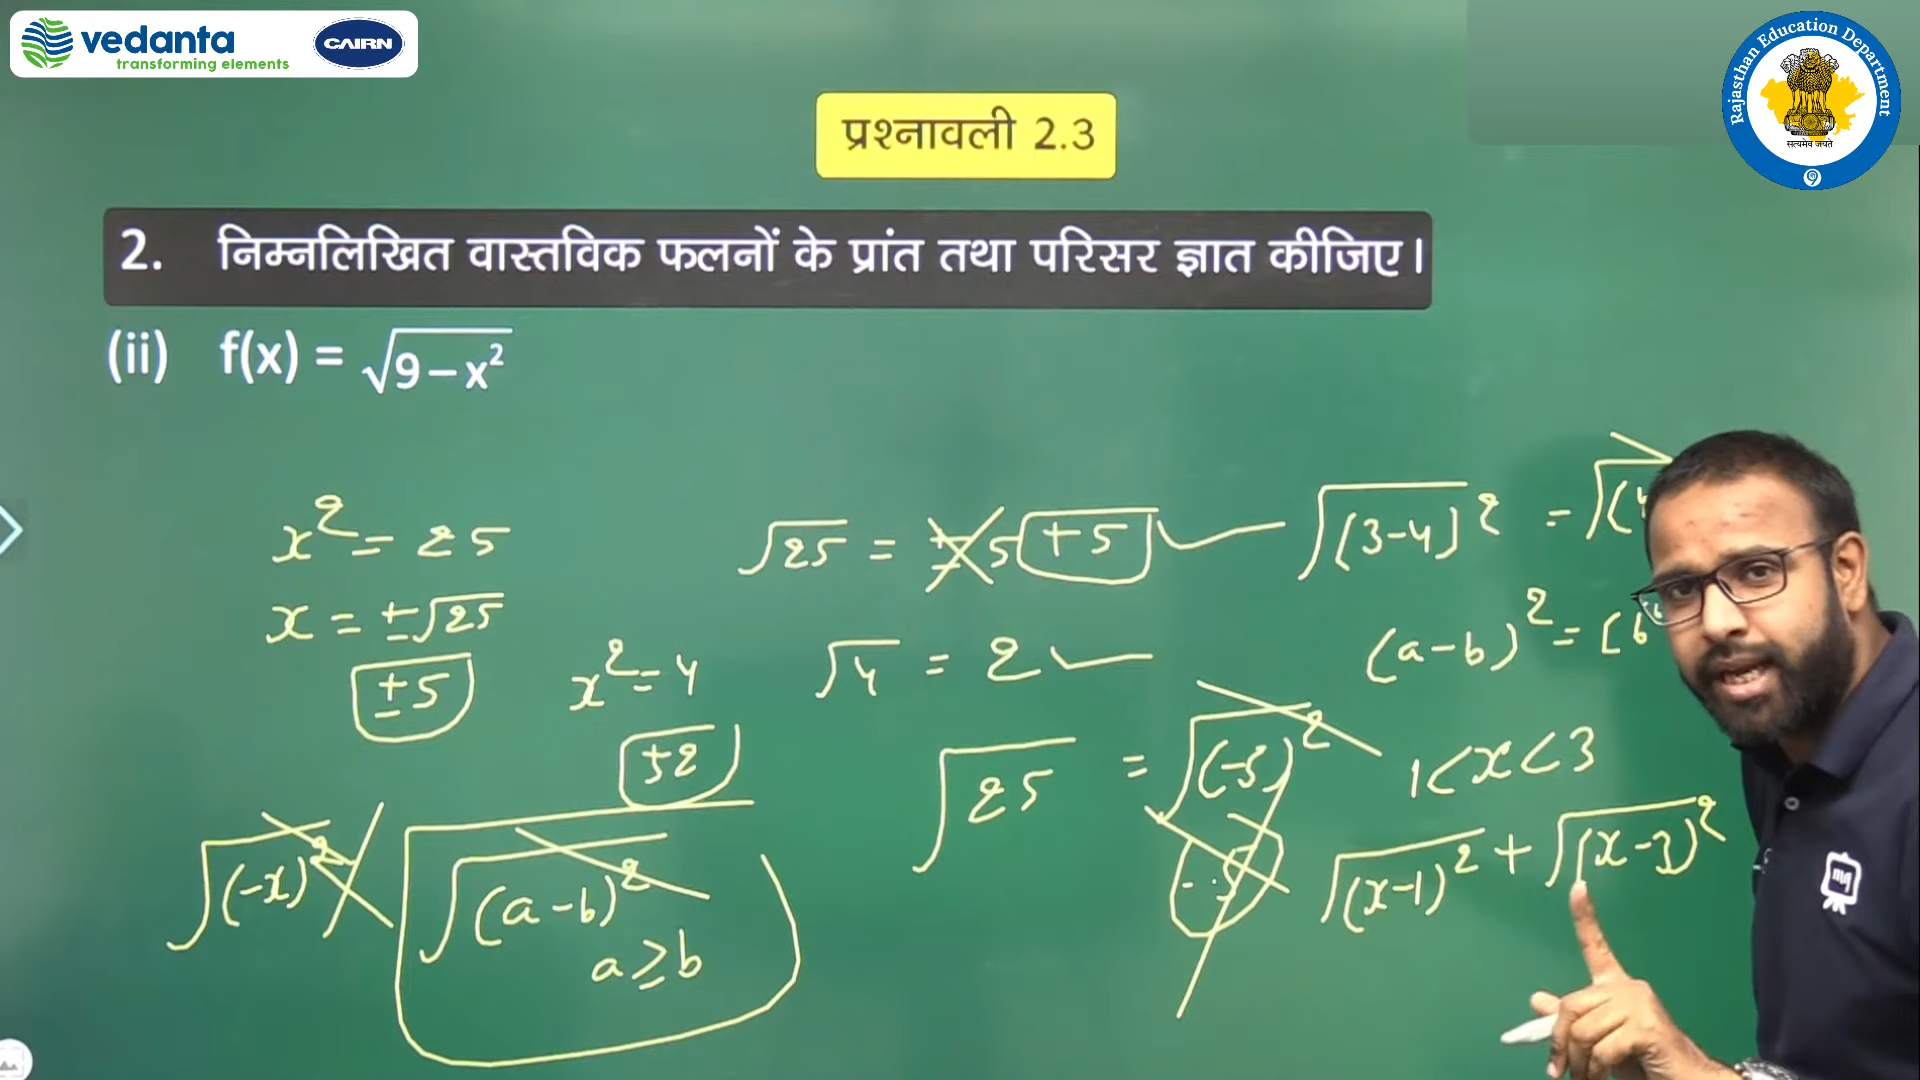 vedanta
transforming elements
CAIRN
Rajasthan Education Department
सत्यमेव जयते
प्रश्नावली 2.3
2. निम्नलिखित वास्तविक फलनों के प्रांत तथा परिसर ज्ञात कीजिए।
(ii) f(x) = √(9−x²)
x² = 25
x = ±√25
±5
x² = 4
±2
√25 = ±5 +5
√4 = 2
√25 = √(-5)²
√(3-4)² = √(4
(a-b)² = [b
1<x<3
√(x-1)² + √(x-3)²
√(-x)²
√(a-b)²
a≥b
mg